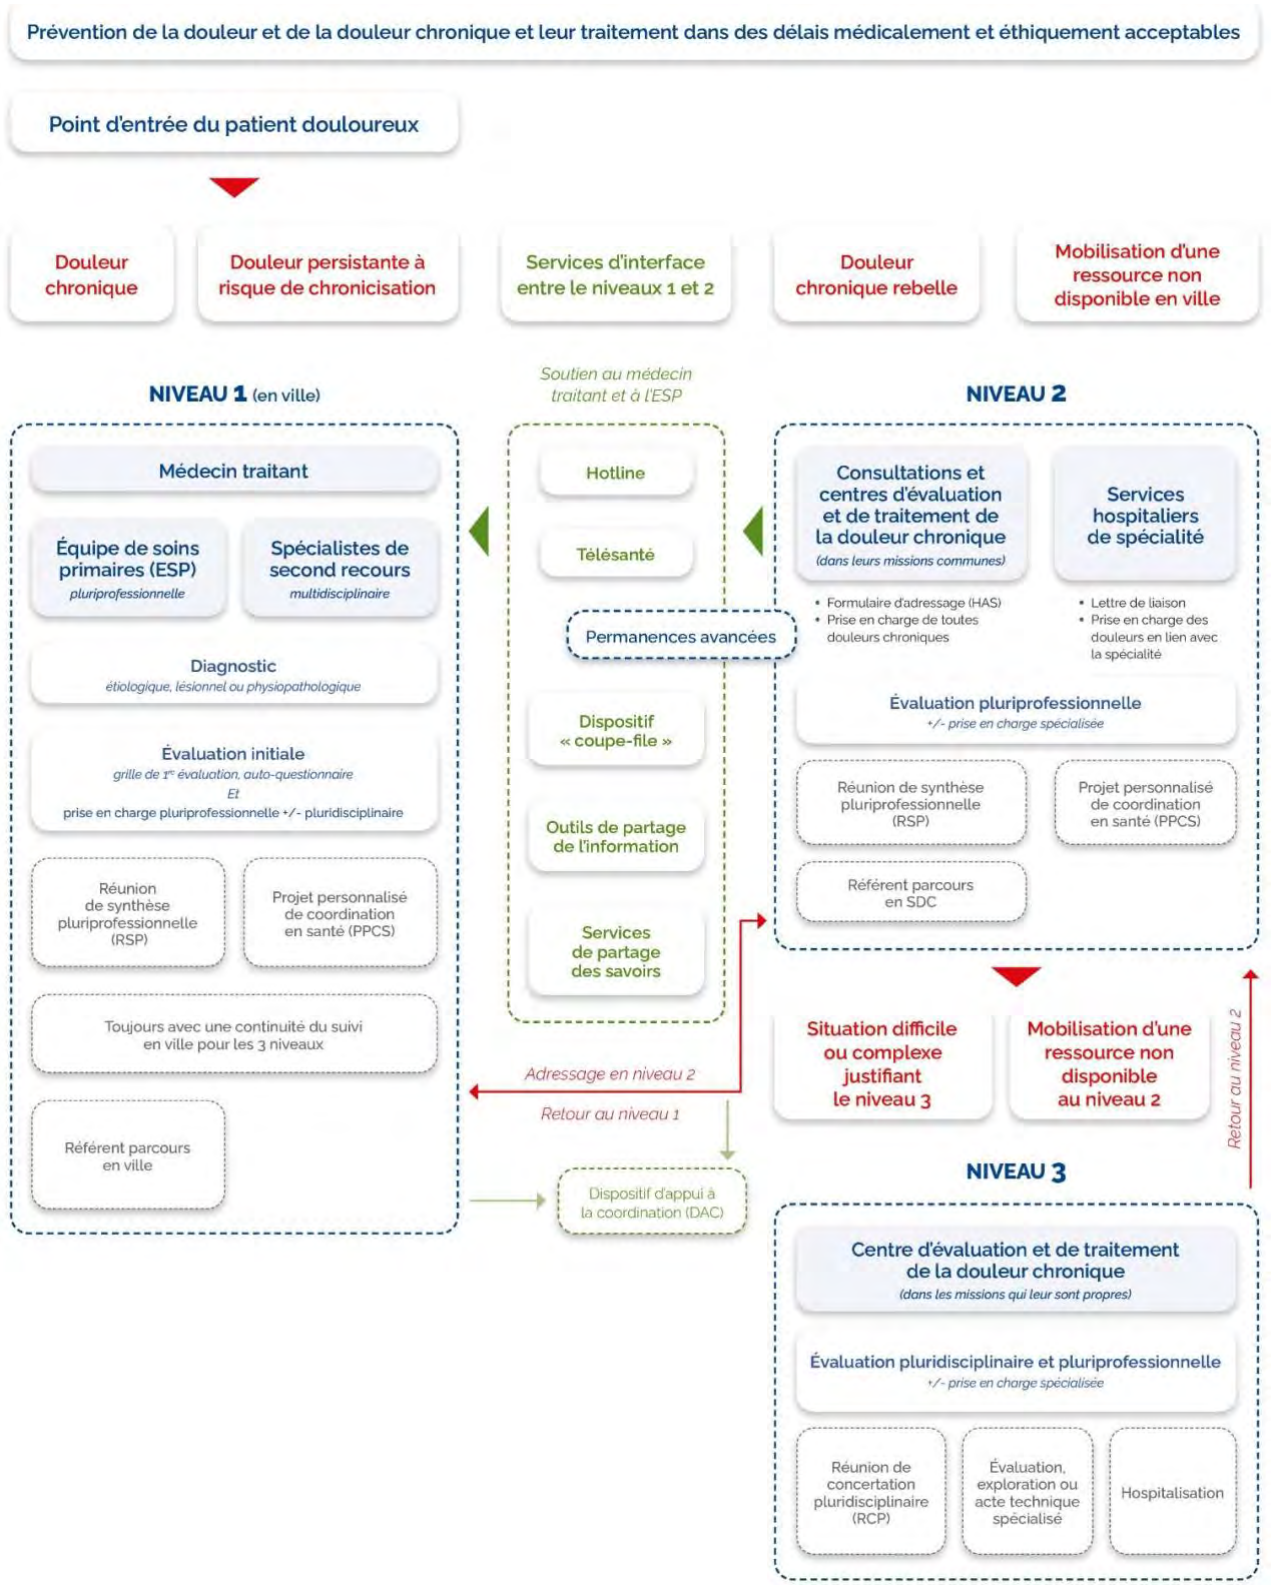 Prévention de la douleur et de la douleur chronique et leur traitement dans des délais médicalement et éthiquement acceptables
Point d'entrée du patient douloureux
Douleur
chronique
Douleur persistante à
risque de chronicisation
Services d'interface
entre le niveaux 1 et 2
Douleur
chronique rebelle
Mobilisation d'une
ressource non
disponible en ville
NIVEAU 1 (en ville)
Médecin traitant
Équipe de soins
primaires (ESP)
pluriprofessionnelle
Spécialistes de
second recours
multidisciplinaire
Diagnostic
étiologique, lésionnel ou physiopathologique
Évaluation initiale
grille de 1re évaluation, auto-questionnaire
Et
prise en charge pluriprofessionnelle +/- pluridisciplinaire
Réunion
de synthèse
pluriprofessionnelle
(RSP)
Projet personnalisé
de coordination
en santé (PPCS)
Toujours avec une continuité du suivi
en ville pour les 3 niveaux
Référent parcours
en ville
Soutien au médecin
traitant et à l'ESP
Hotline
Télésanté
Permanences avancées
Dispositif
« coupe-file »
Outils de partage
de l'information
Services
de partage
des savoirs
Adressage en niveau 2
Retour au niveau 1
Dispositif d'appui à
la coordination (DAC)
NIVEAU 2
Consultations et
centres d'évaluation
et de traitement de
la douleur chronique
(dans leurs missions communes)
• Formulaire d'adressage (HAS)
• Prise en charge de toutes
douleurs chroniques
Services
hospitaliers
de spécialité
• Lettre de liaison
• Prise en charge des
douleurs en lien avec
la spécialité
Évaluation pluriprofessionnelle
+/- prise en charge spécialisée
Réunion de synthèse
pluriprofessionnelle
(RSP)
Projet personnalisé
de coordination
en santé (PPCS)
Référent parcours
en SDC
Situation difficile
ou complexe
justifiant
le niveau 3
Mobilisation d'une
ressource non
disponible
au niveau 2
Retour au niveau 2
NIVEAU 3
Centre d'évaluation et de traitement
de la douleur chronique
(dans les missions qui leur sont propres)
Évaluation pluridisciplinaire et pluriprofessionnelle
+/- prise en charge spécialisée
Réunion de
concertation
pluridisciplinaire
(RCP)
Évaluation,
exploration ou
acte technique
spécialisé
Hospitalisation